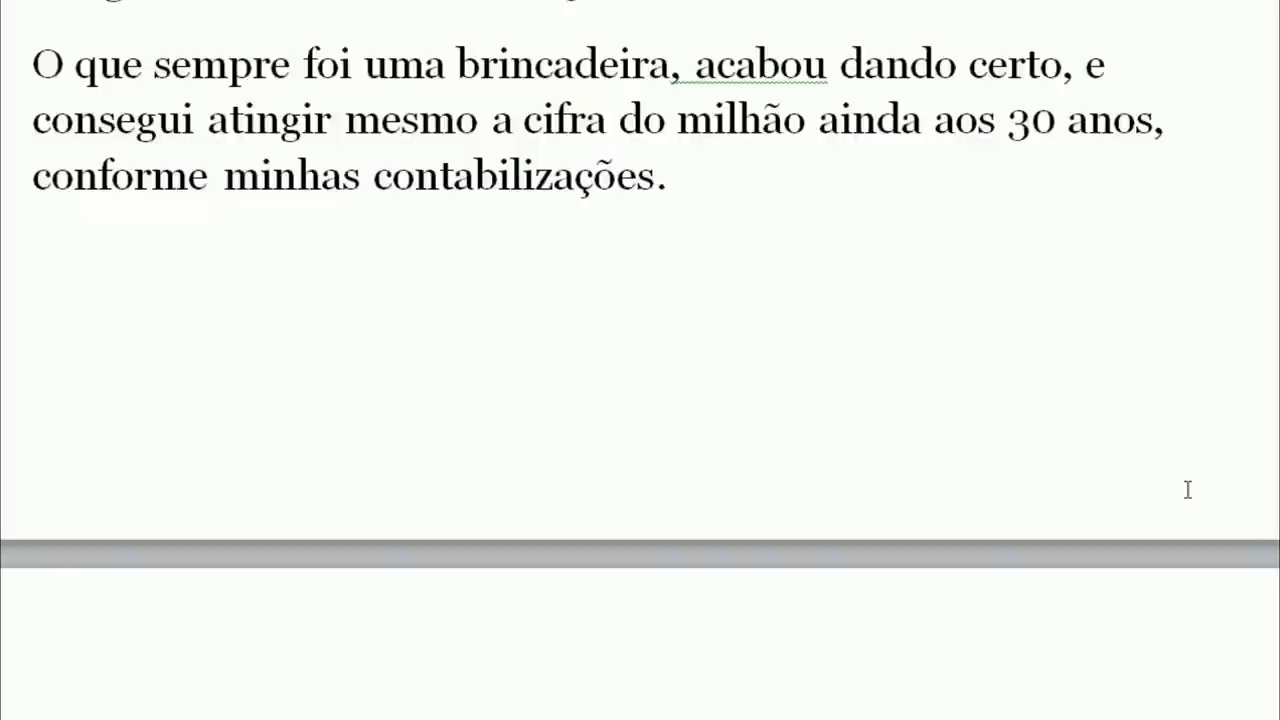 O que sempre foi uma brincadeira, acabou dando certo, e
consegui atingir mesmo a cifra do milhão ainda aos 30 anos,
conforme minhas contabilizações.